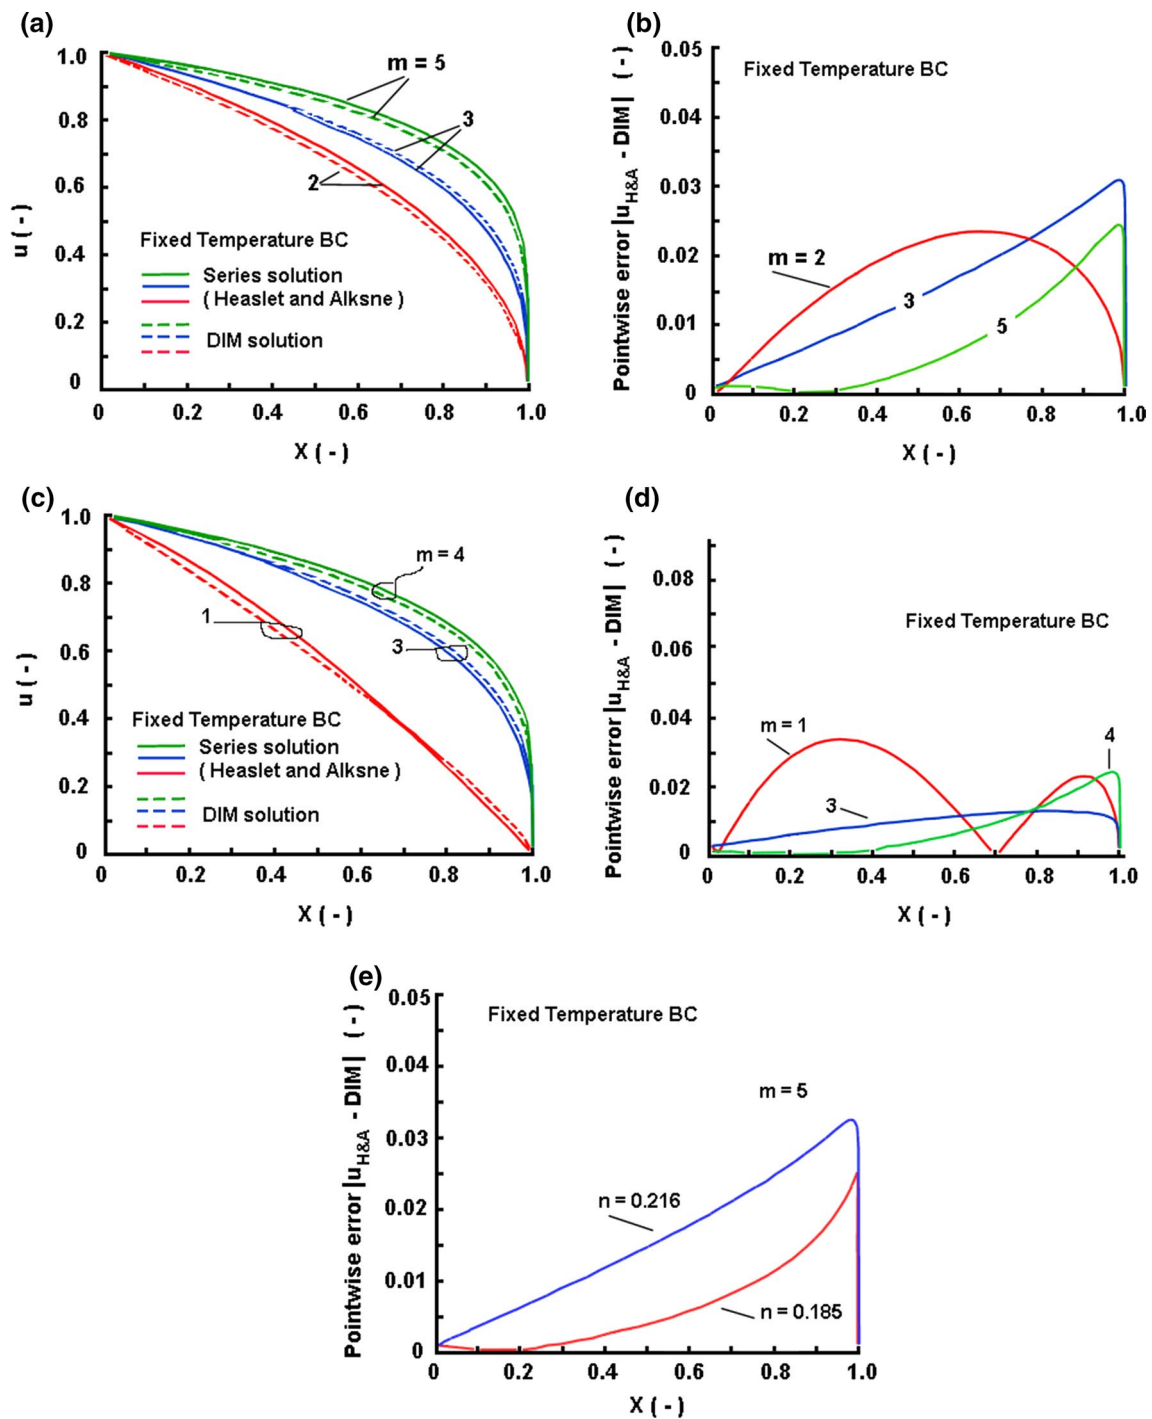 (a)
1.0
0.8
0.6
0.4
0.2
0
u ( - )
m = 5
3
2
Fixed Temperature BC
Series solution
( Heaslet and Alksne )
DIM solution
0 0.2 0.4 0.6 0.8 1.0
X ( - )
(b)
0.05
0.04
0.03
0.02
0.01
0
Pointwise error |uH&A - DIM| ( - )
Fixed Temperature BC
m = 2
3
5
0 0.2 0.4 0.6 0.8 1.0
X ( - )
(c)
1.0
0.8
0.6
0.4
0.2
0
u ( - )
m = 4
1
3
Fixed Temperature BC
Series solution
( Heaslet and Alksne )
DIM solution
0 0.2 0.4 0.6 0.8 1.0
X ( - )
(d)
0.08
0.06
0.04
0.02
0
Pointwise error |uH&A - DIM| ( - )
Fixed Temperature BC
m = 1
4
3
0 0.2 0.4 0.6 0.8 1.0
X ( - )
(e)
0.05
0.04
0.03
0.02
0.01
0
Pointwise error |uH&A - DIM| ( - )
Fixed Temperature BC
m = 5
n = 0.216
n = 0.185
0 0.2 0.4 0.6 0.8 1.0
X ( - )